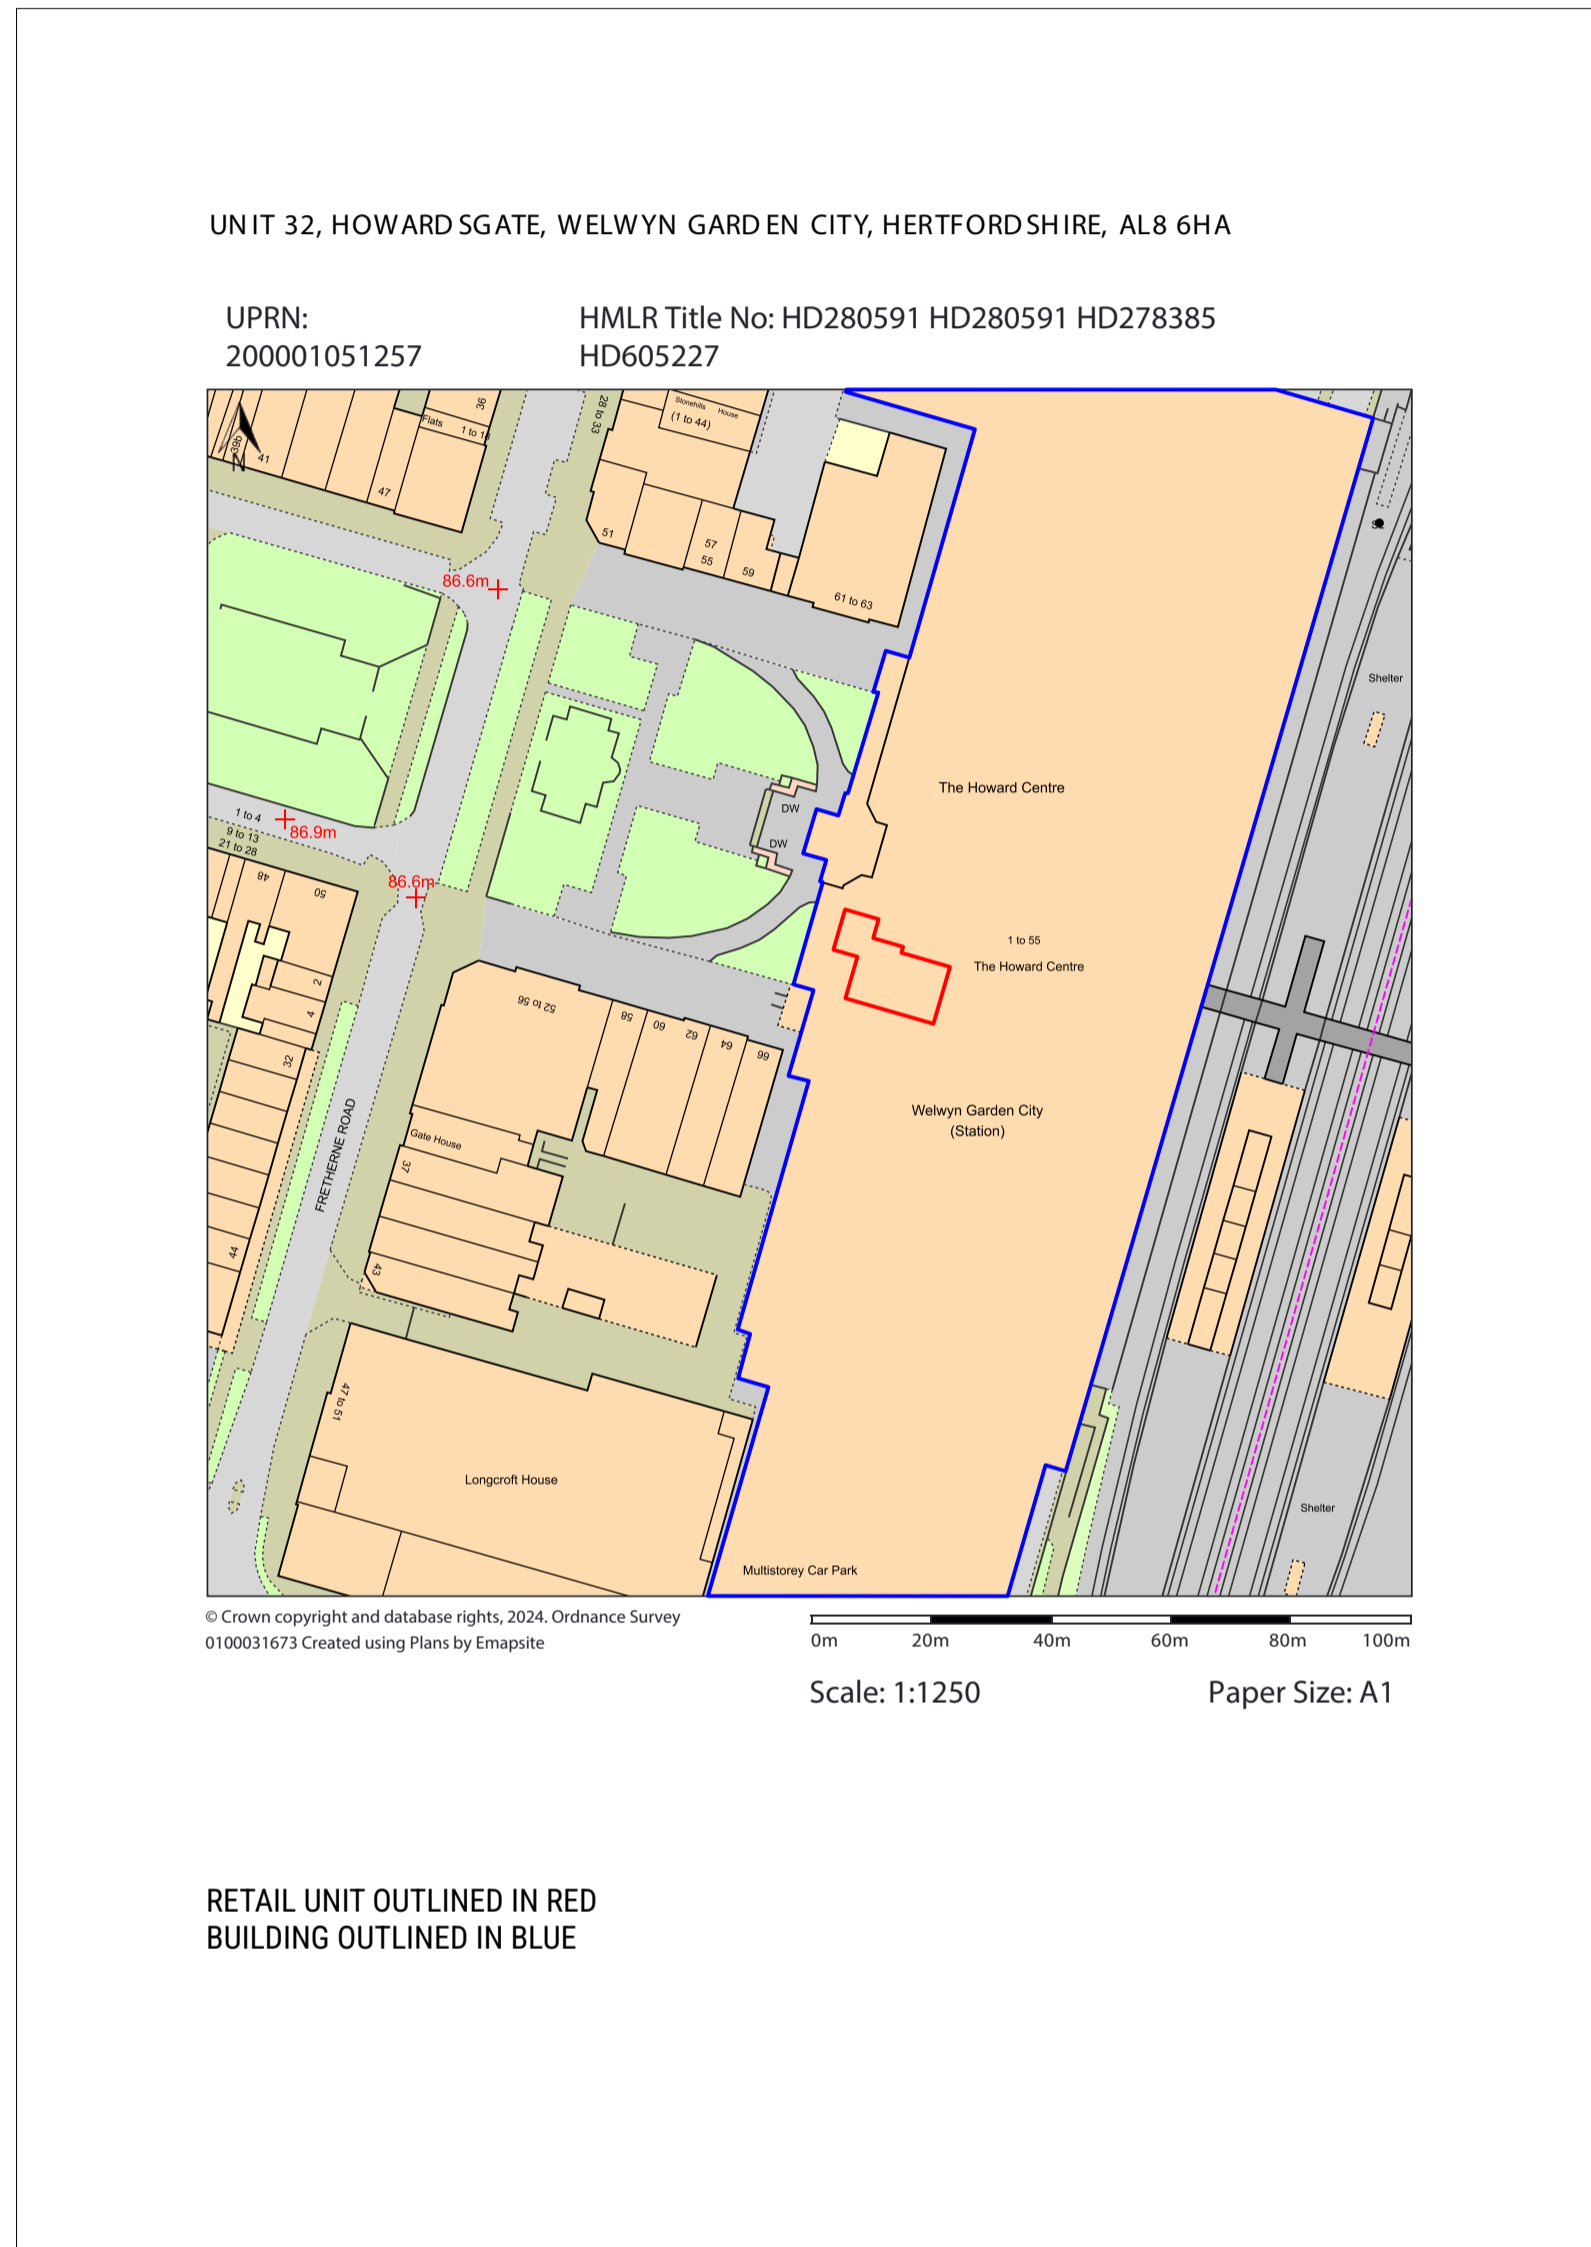 UNIT 32, HOWARDSGATE, WELWYN GARDEN CITY, HERTFORDSHIRE, AL8 6HA
UPRN:
200001051257
HMLR Title No: HD280591 HD280591 HD278385
HD605227
39b
N
41
47
Flats
1 to
36
28 to 33
Stonehills House
(1 to 44)
51
57
55
59
61 to 63
86.6m
Shelter
The Howard Centre
DW
DW
1 to 4
86.9m
9 to 13
21 to 28
48
50
86.6m
1 to 55
The Howard Centre
2
4
32
44
52 to 56
58
60
62
64
66
Welwyn Garden City
(Station)
FRETHERNE ROAD
Gate House
37
43
47 to 51
Longcroft House
Shelter
Multistorey Car Park
© Crown copyright and database rights, 2024. Ordnance Survey
0100031673 Created using Plans by Emapsite
0m 20m 40m 60m 80m 100m
Scale: 1:1250
Paper Size: A1
RETAIL UNIT OUTLINED IN RED
BUILDING OUTLINED IN BLUE